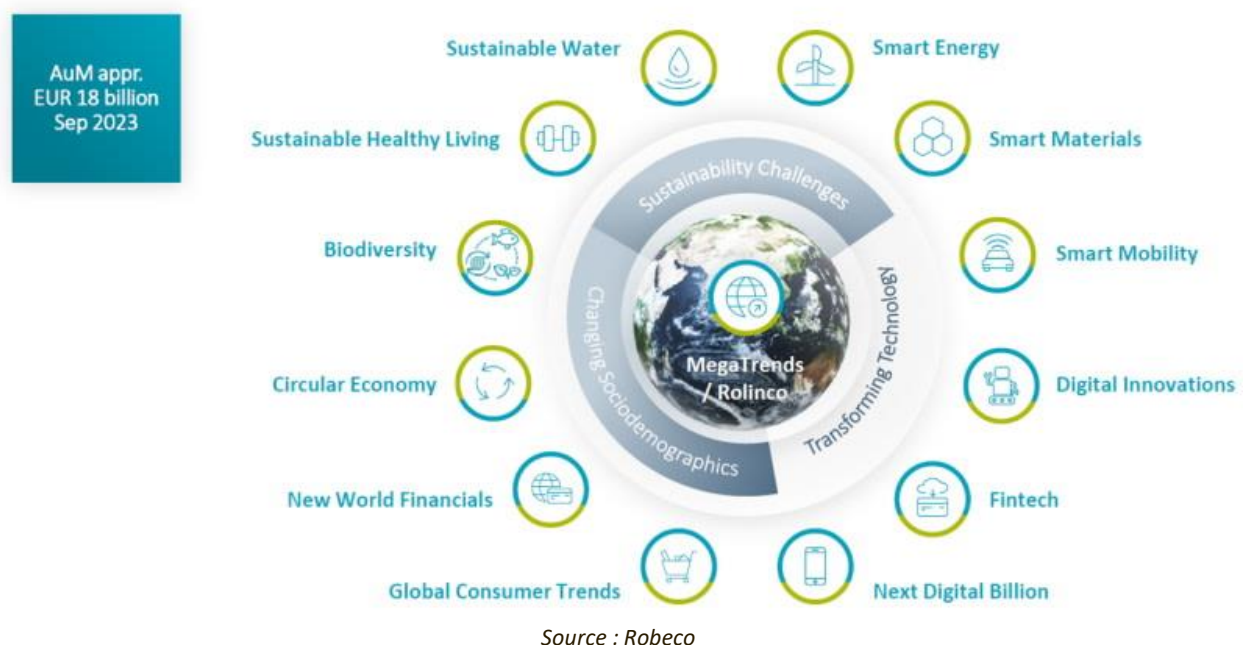 AuM appr.
EUR 18 billion
Sep 2023
Sustainable Water
Smart Energy
Sustainable Healthy Living
Smart Materials
Biodiversity
Smart Mobility
Circular Economy
Digital Innovations
New World Financials
Fintech
Global Consumer Trends
Next Digital Billion
Sustainability Challenges
Changing Sociodemographics
Transforming Technology
MegaTrends
/ Rolinco
Source : Robeco